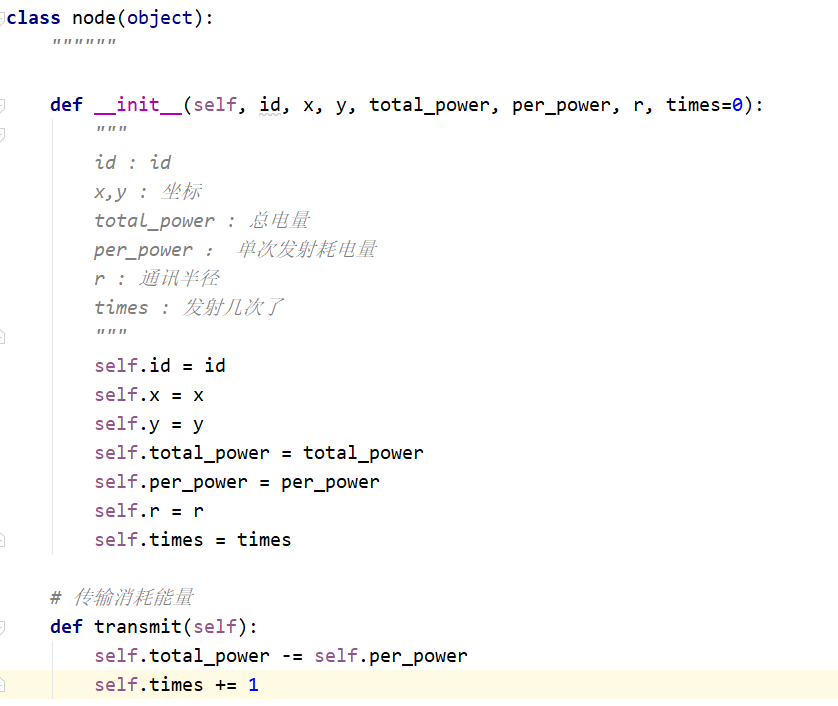 class node(object):
""""""
def __init__(self, id, x, y, total_power, per_power, r, times=0):
"""
id : id
x,y : 坐标
total_power : 总电量
per_power ： 单次发射耗电量
r : 通讯半径
times : 发射几次了
"""
self.id = id
self.x = x
self.y = y
self.total_power = total_power
self.per_power = per_power
self.r = r
self.times = times
# 传输消耗能量
def transmit(self):
self.total_power -= self.per_power
self.times += 1